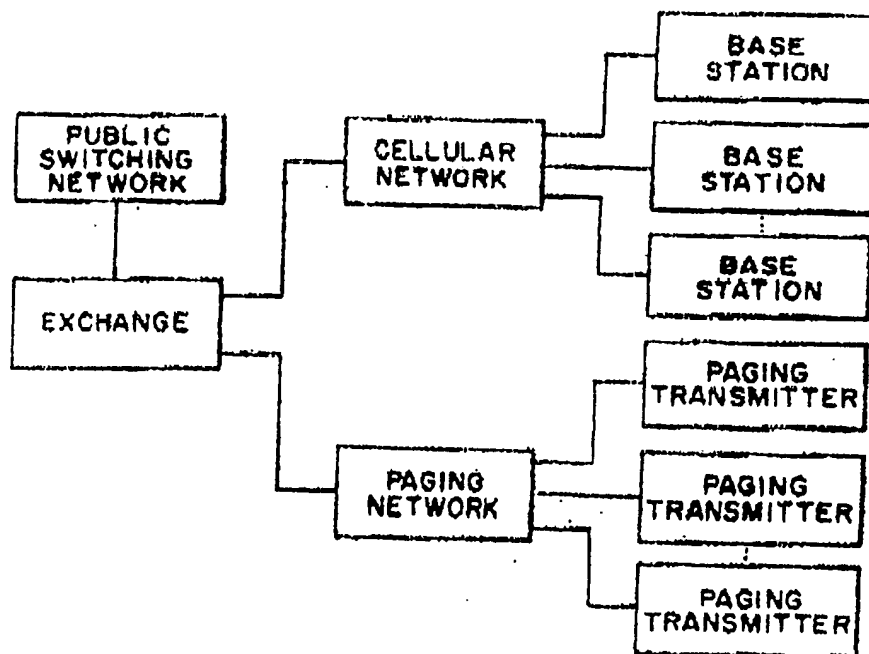 PUBLIC
SWITCHING
NETWORK
EXCHANGE
CELLULAR
NETWORK
PAGING
NETWORK
BASE
STATION
BASE
STATION
BASE
STATION
PAGING
TRANSMITTER
PAGING
TRANSMITTER
PAGING
TRANSMITTER